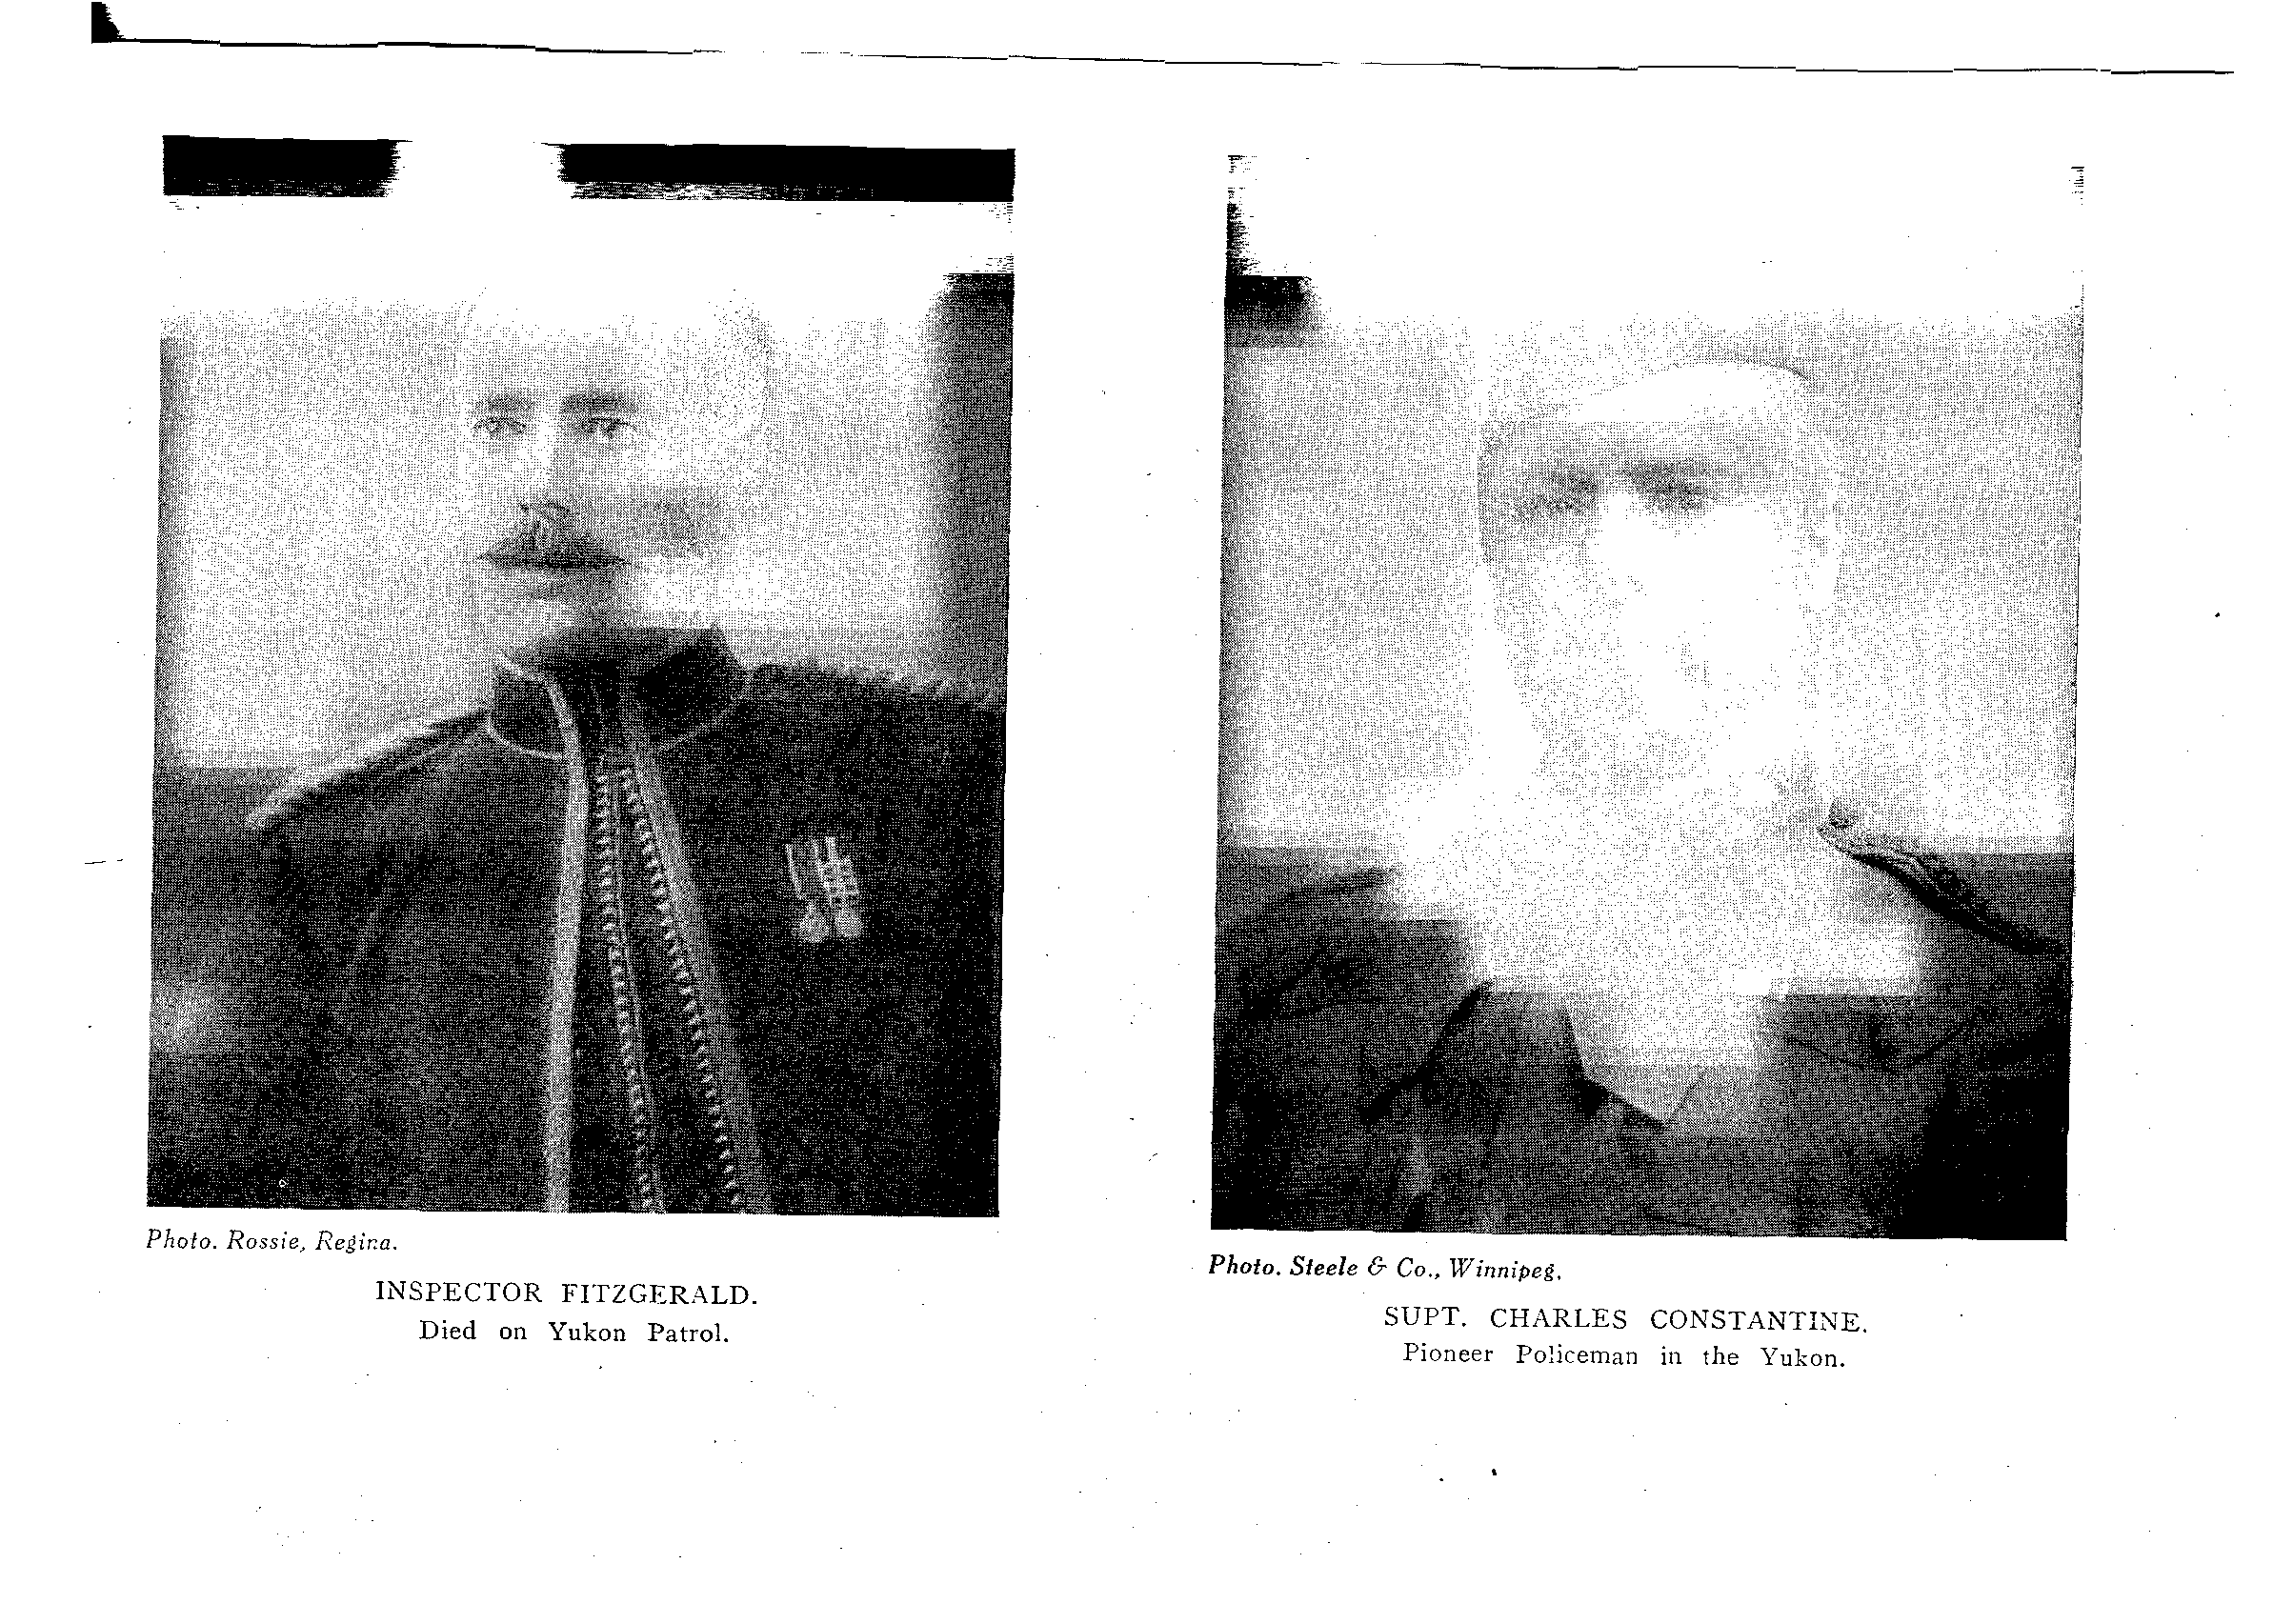 Photo. Rossie, Regina.
INSPECTOR FITZGERALD.
Died on Yukon Patrol.
Photo. Steele & Co., Winnipeg.
SUPT. CHARLES CONSTANTINE.
Pioneer Policeman in the Yukon.